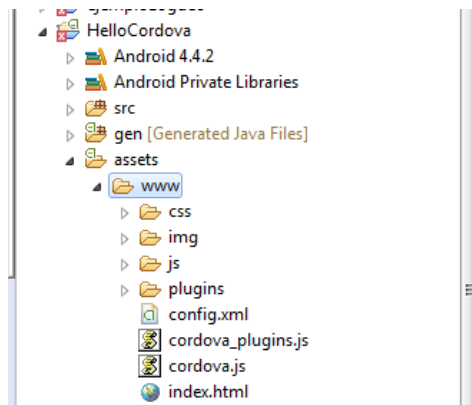 HelloCordova
Android 4.4.2
Android Private Libraries
src
gen [Generated Java Files]
assets
www
css
img
js
plugins
config.xml
cordova_plugins.js
cordova.js
index.html